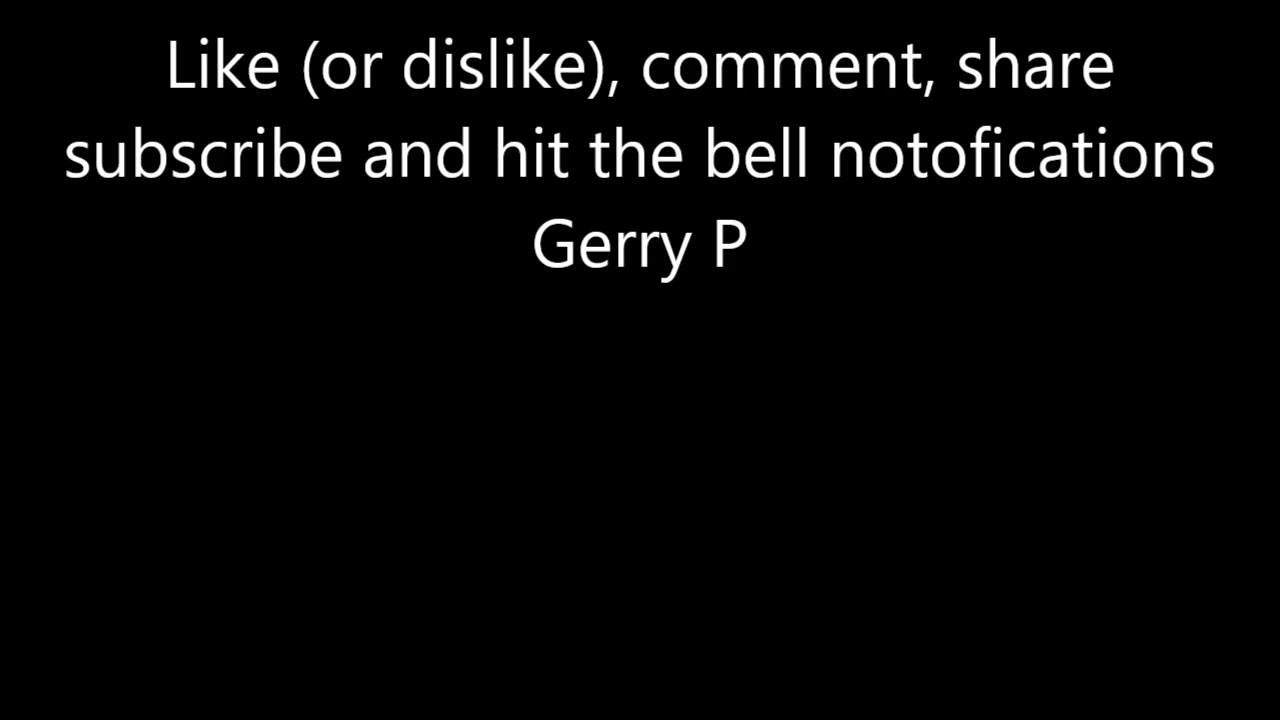 Like (or dislike), comment, share
subscribe and hit the bell notofications
Gerry P